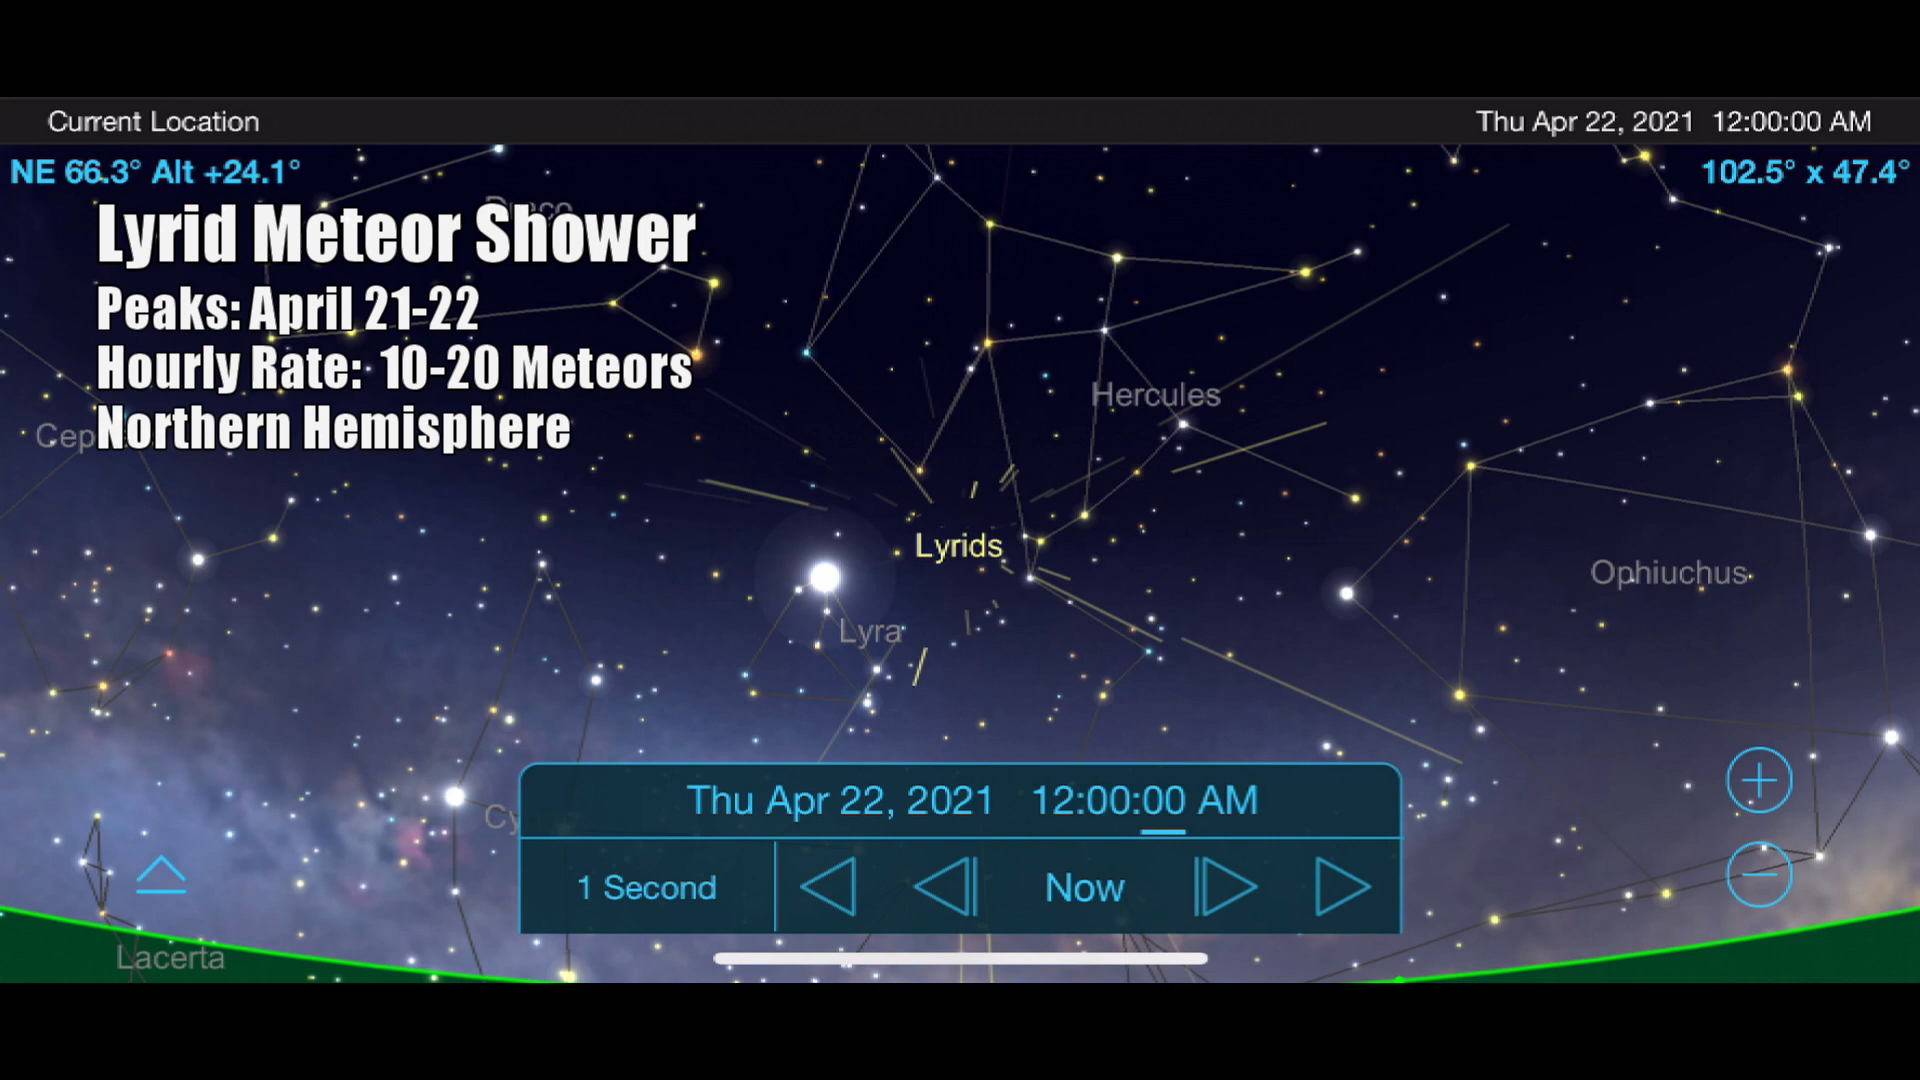 Current Location
Thu Apr 22, 2021 12:00:00 AM
NE 66.3° Alt +24.1°
102.5° x 47.4°
Draco
Lyrid Meteor Shower
Peaks: April 21-22
Hourly Rate: 10-20 Meteors
Hercules
Cep
Northern Hemisphere
Lyrids
Ophiuchus
Lyra
Thu Apr 22, 2021 12:00:00 AM
Cy
1 Second
Now
Lacerta